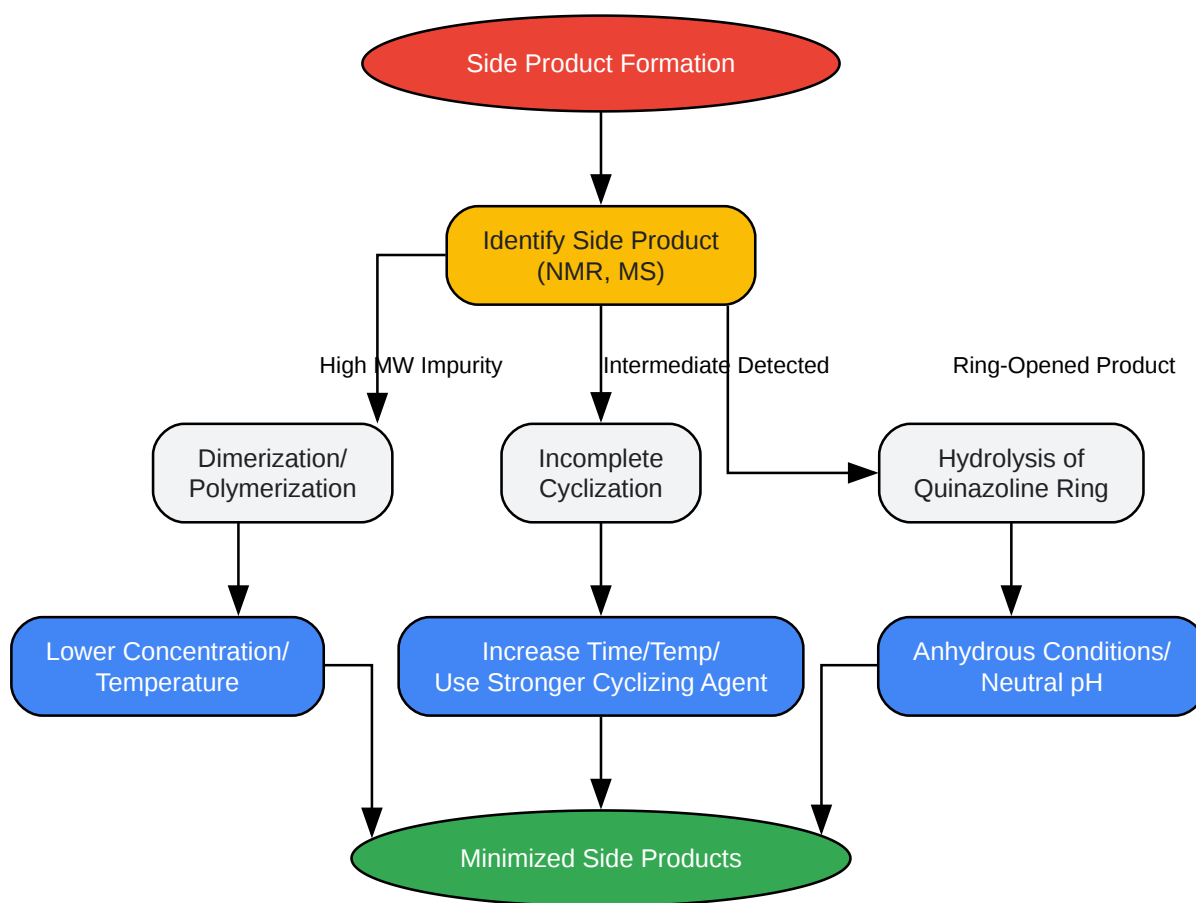 Side Product Formation
Identify Side Product
(NMR, MS)
High MW Impurity
Intermediate Detected
Ring-Opened Product
Dimerization/
Polymerization
Incomplete
Cyclization
Hydrolysis of
Quinazoline Ring
Lower Concentration/
Temperature
Increase Time/Temp/
Use Stronger Cyclizing Agent
Anhydrous Conditions/
Neutral pH
Minimized Side Products